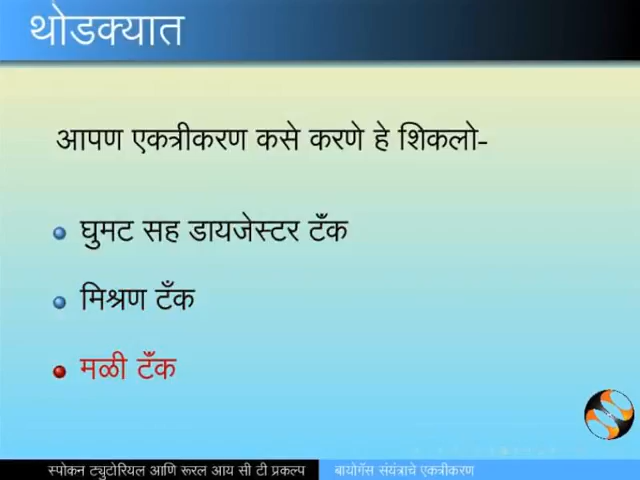 थोडक्यात
आपण एकत्रीकरण कसे करणे हे शिकलो-
घुमट सह डायजेस्टर टॅंक
मिश्रण टॅंक
मळी टॅंक
स्पोकन ट्युटोरियल आणि रूरल आय सी टी प्रकल्प
बायोगॅस संयंत्राचे एकत्रीकरण